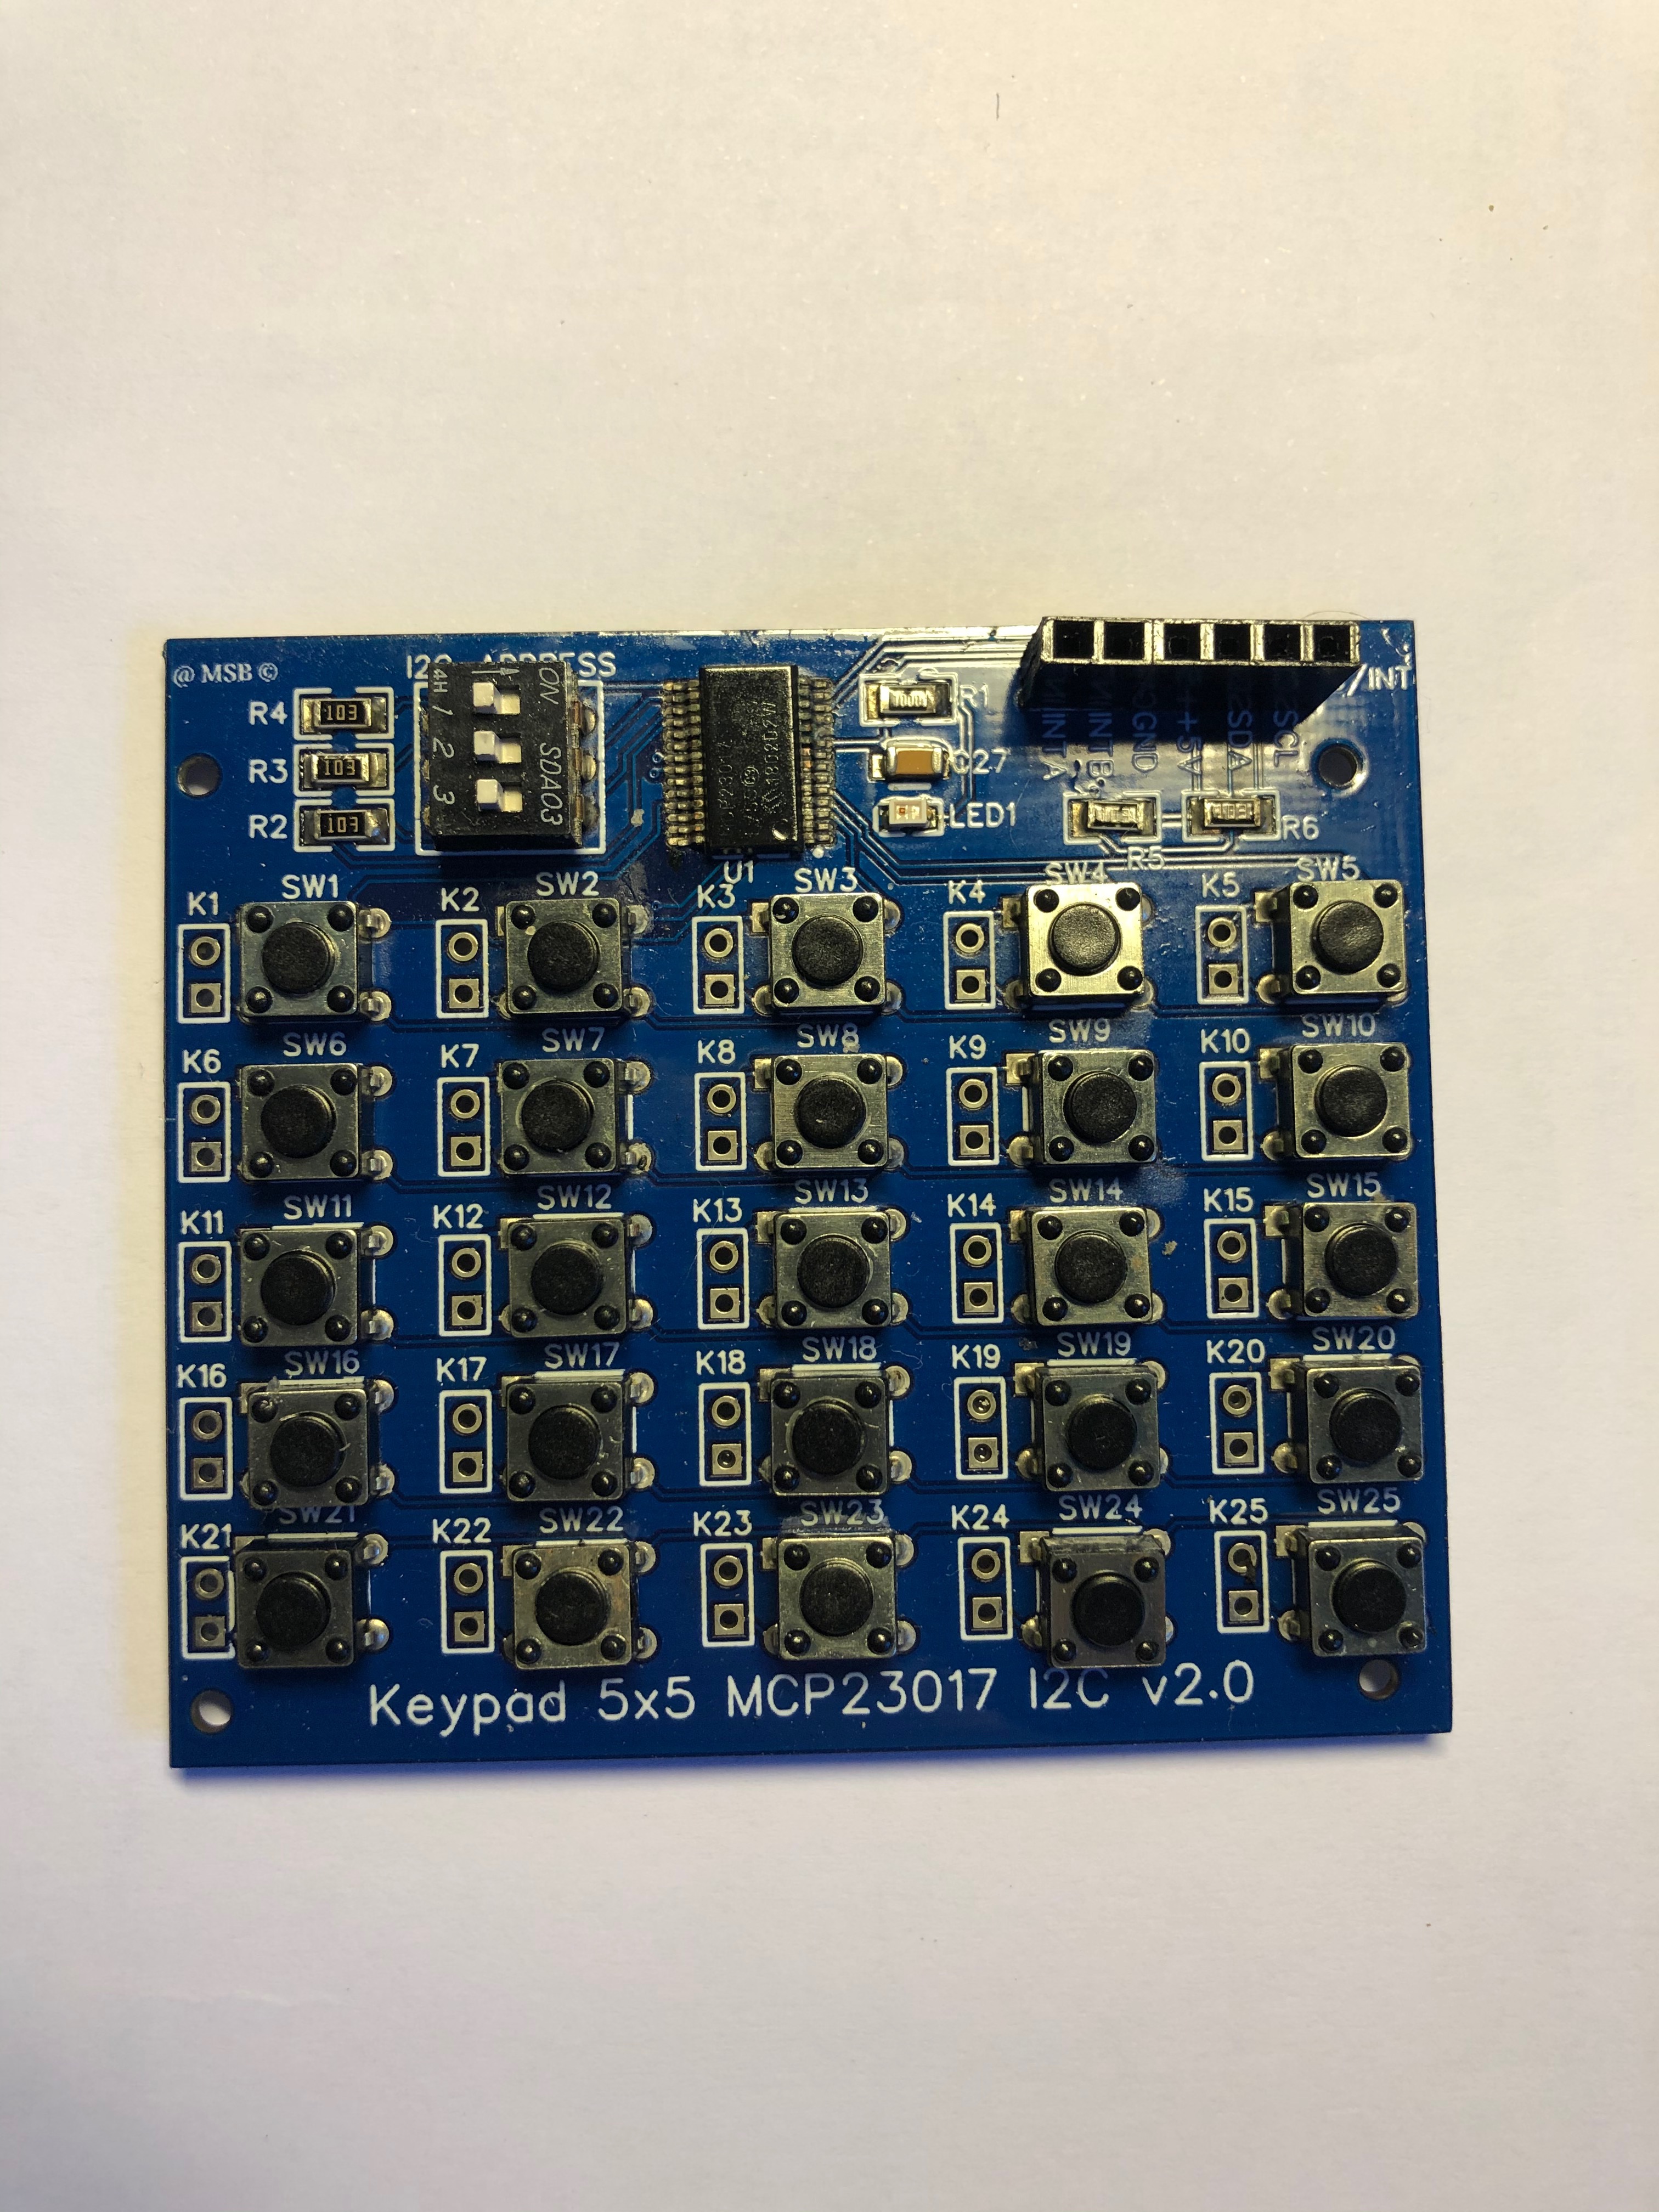 @ MSB ©
I2C ADDRESS
R4
103
R3
103
R2
103
ON SDA03
1 2 3
U1
R1
C27
LED1
/INT
INTA
INTB
GND
+5V
SDA
SCL
R5
R6
K1 SW1 K2 SW2 K3 SW3 K4 SW4 K5 SW5
K6 SW6 K7 SW7 K8 SW8 K9 SW9 K10 SW10
K11 SW11 K12 SW12 K13 SW13 K14 SW14 K15 SW15
K16 SW16 K17 SW17 K18 SW18 K19 SW19 K20 SW20
K21 SW21 K22 SW22 K23 SW23 K24 SW24 K25 SW25
Keypad 5x5 MCP23017 I2C v2.0